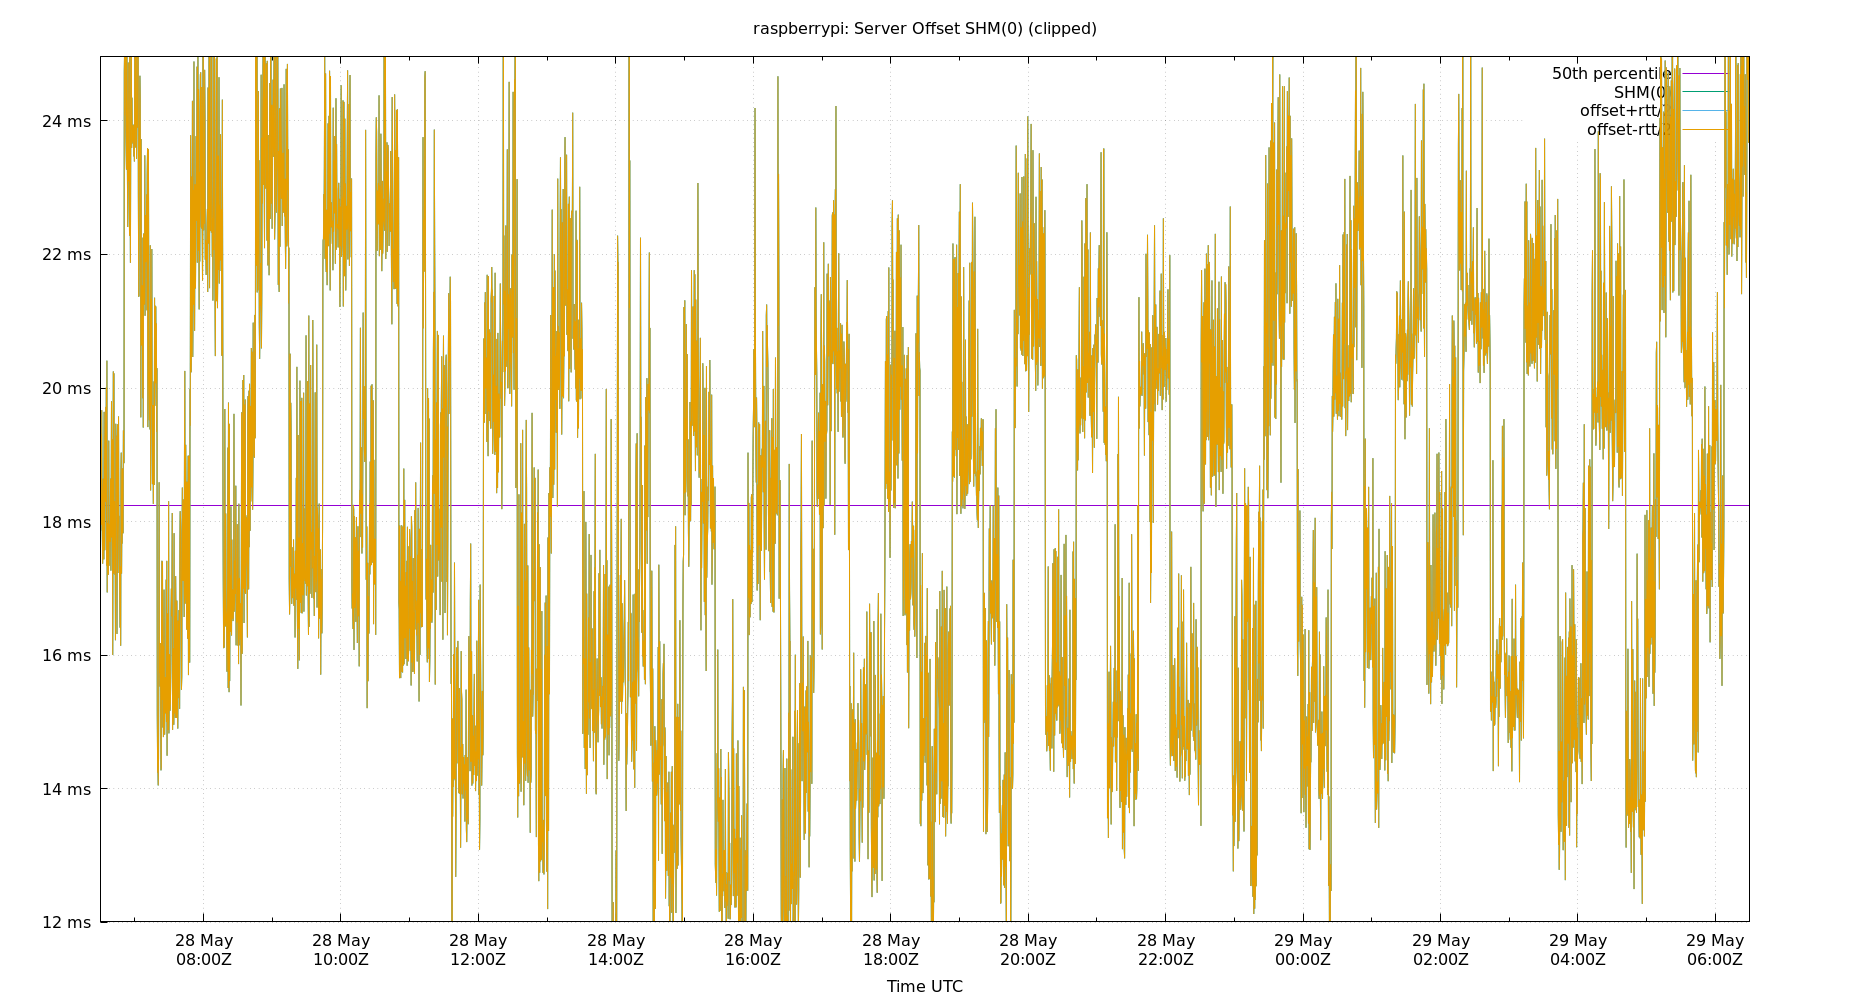 raspberrypi: Server Offset SHM(0) (clipped)
50th percentile
SHM(0)
offset+rtt/2
offset-rtt/2
24 ms
22 ms
20 ms
18 ms
16 ms
14 ms
12 ms
28 May 28 May 28 May 28 May 28 May 28 May 28 May 28 May 29 May 29 May 29 May 29 May
08:00Z 10:00Z 12:00Z 14:00Z 16:00Z 18:00Z 20:00Z 22:00Z 00:00Z 02:00Z 04:00Z 06:00Z
Time UTC